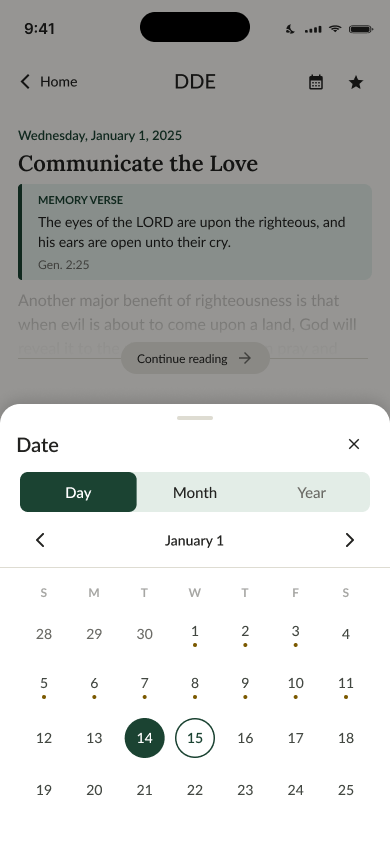 9:41
Home
DDE
Wednesday, January 1, 2025
Communicate the Love
MEMORY VERSE
The eyes of the LORD are upon the righteous, and
his ears are open unto their cry.
Gen. 2:25
Another major benefit of righteousness is that
when evil is about to come upon a land, God will
Continue reading
Date
Day Month Year
January 1
S M T W T F S
28 29 30 1 2 3 4
5 6 7 8 9 10 11
12 13 14 15 16 17 18
19 20 21 22 23 24 25